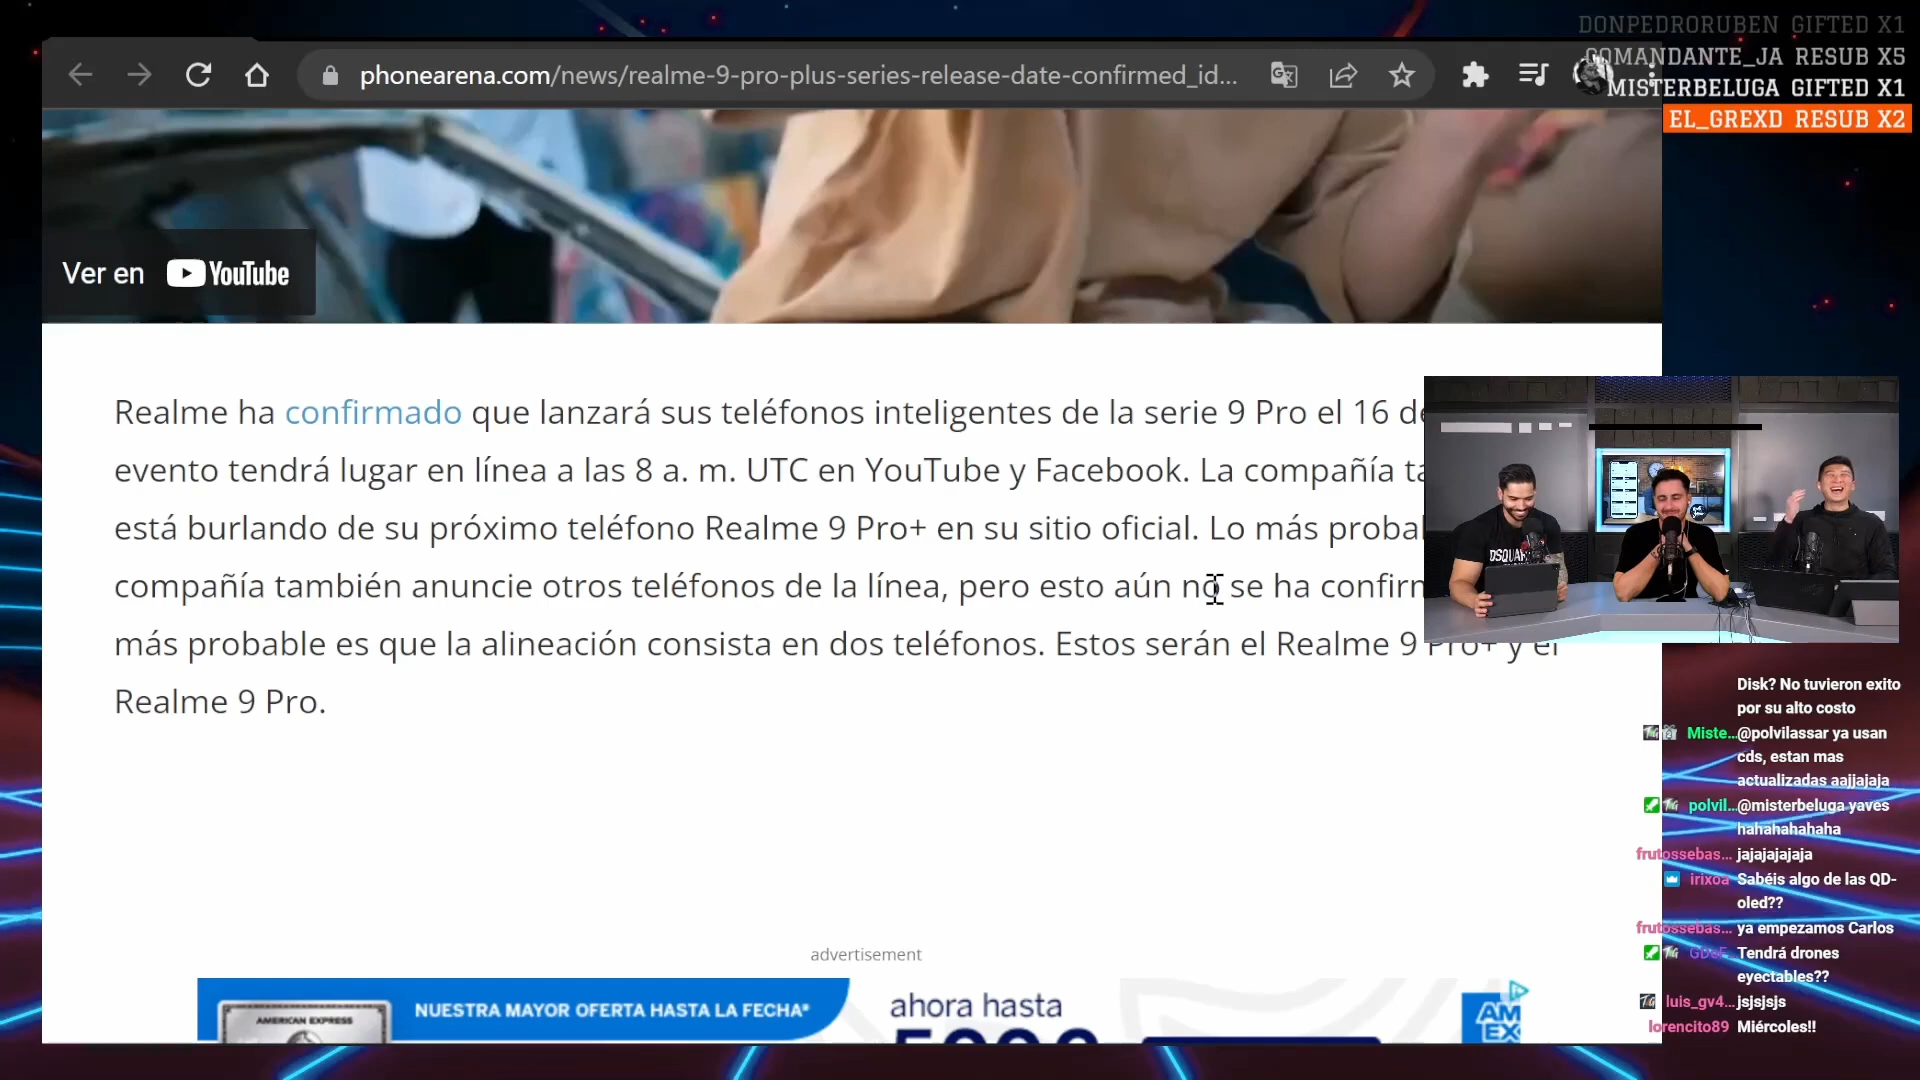 DONPEDRORUBEN GIFTED X1
COMANDANTE_JA RESUB X5
MISTERBELUGA GIFTED X1
EL_GREXD RESUB X2
phonearena.com/news/realme-9-pro-plus-series-release-date-confirmed_id...
Ver en YouTube
Realme ha confirmado que lanzará sus teléfonos inteligentes de la serie 9 Pro el 16 de
evento tendrá lugar en línea a las 8 a. m. UTC en YouTube y Facebook. La compañía ta
está burlando de su próximo teléfono Realme 9 Pro+ en su sitio oficial. Lo más probal
compañía también anuncie otros teléfonos de la línea, pero esto aún no se ha confirm
más probable es que la alineación consista en dos teléfonos. Estos serán el Realme 9 Pro+ y el
Realme 9 Pro.
advertisement
NUESTRA MAYOR OFERTA HASTA LA FECHA*
AMERICAN EXPRESS
ahora hasta
AM
EX
DSQUA
Disk? No tuvieron exito
por su alto costo
Miste... @polvilassar ya usan
cds, estan mas
actualizadas aajjajaja
polvil... @misterbeluga yaves
hahahahahaha
frutossebas... jajajajajaja
irixoa Sabéis algo de las QD-
oled??
frutossebas... ya empezamos Carlos
Tendrá drones
eyectables??
luis_gv4... jsjsjsjs
lorencito89 Miércoles!!